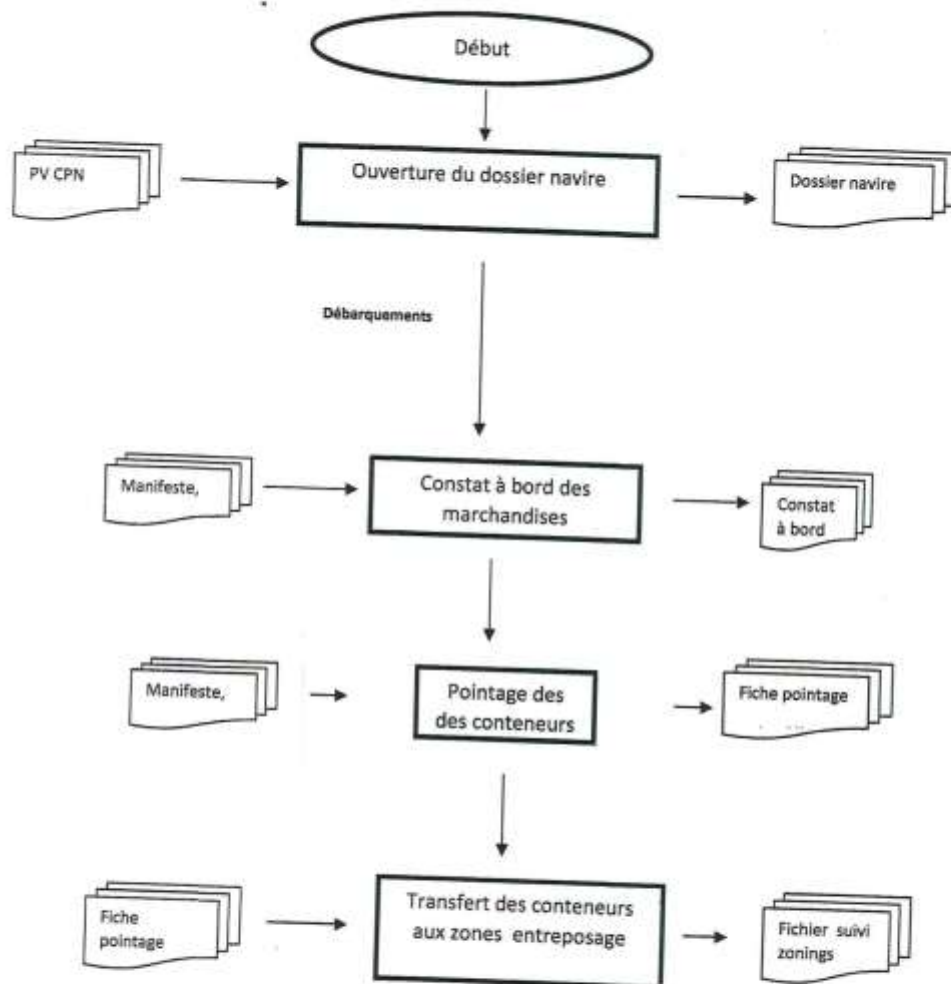 Début
PV CPN
Ouverture du dossier navire
Dossier navire
Débarquements
Manifeste,
Constat à bord des
marchandises
Constat
à bord
Manifeste,
Pointage des
des conteneurs
Fiche pointage
Fiche
pointage
Transfert des conteneurs
aux zones entreposage
Fichier suivi
zonings